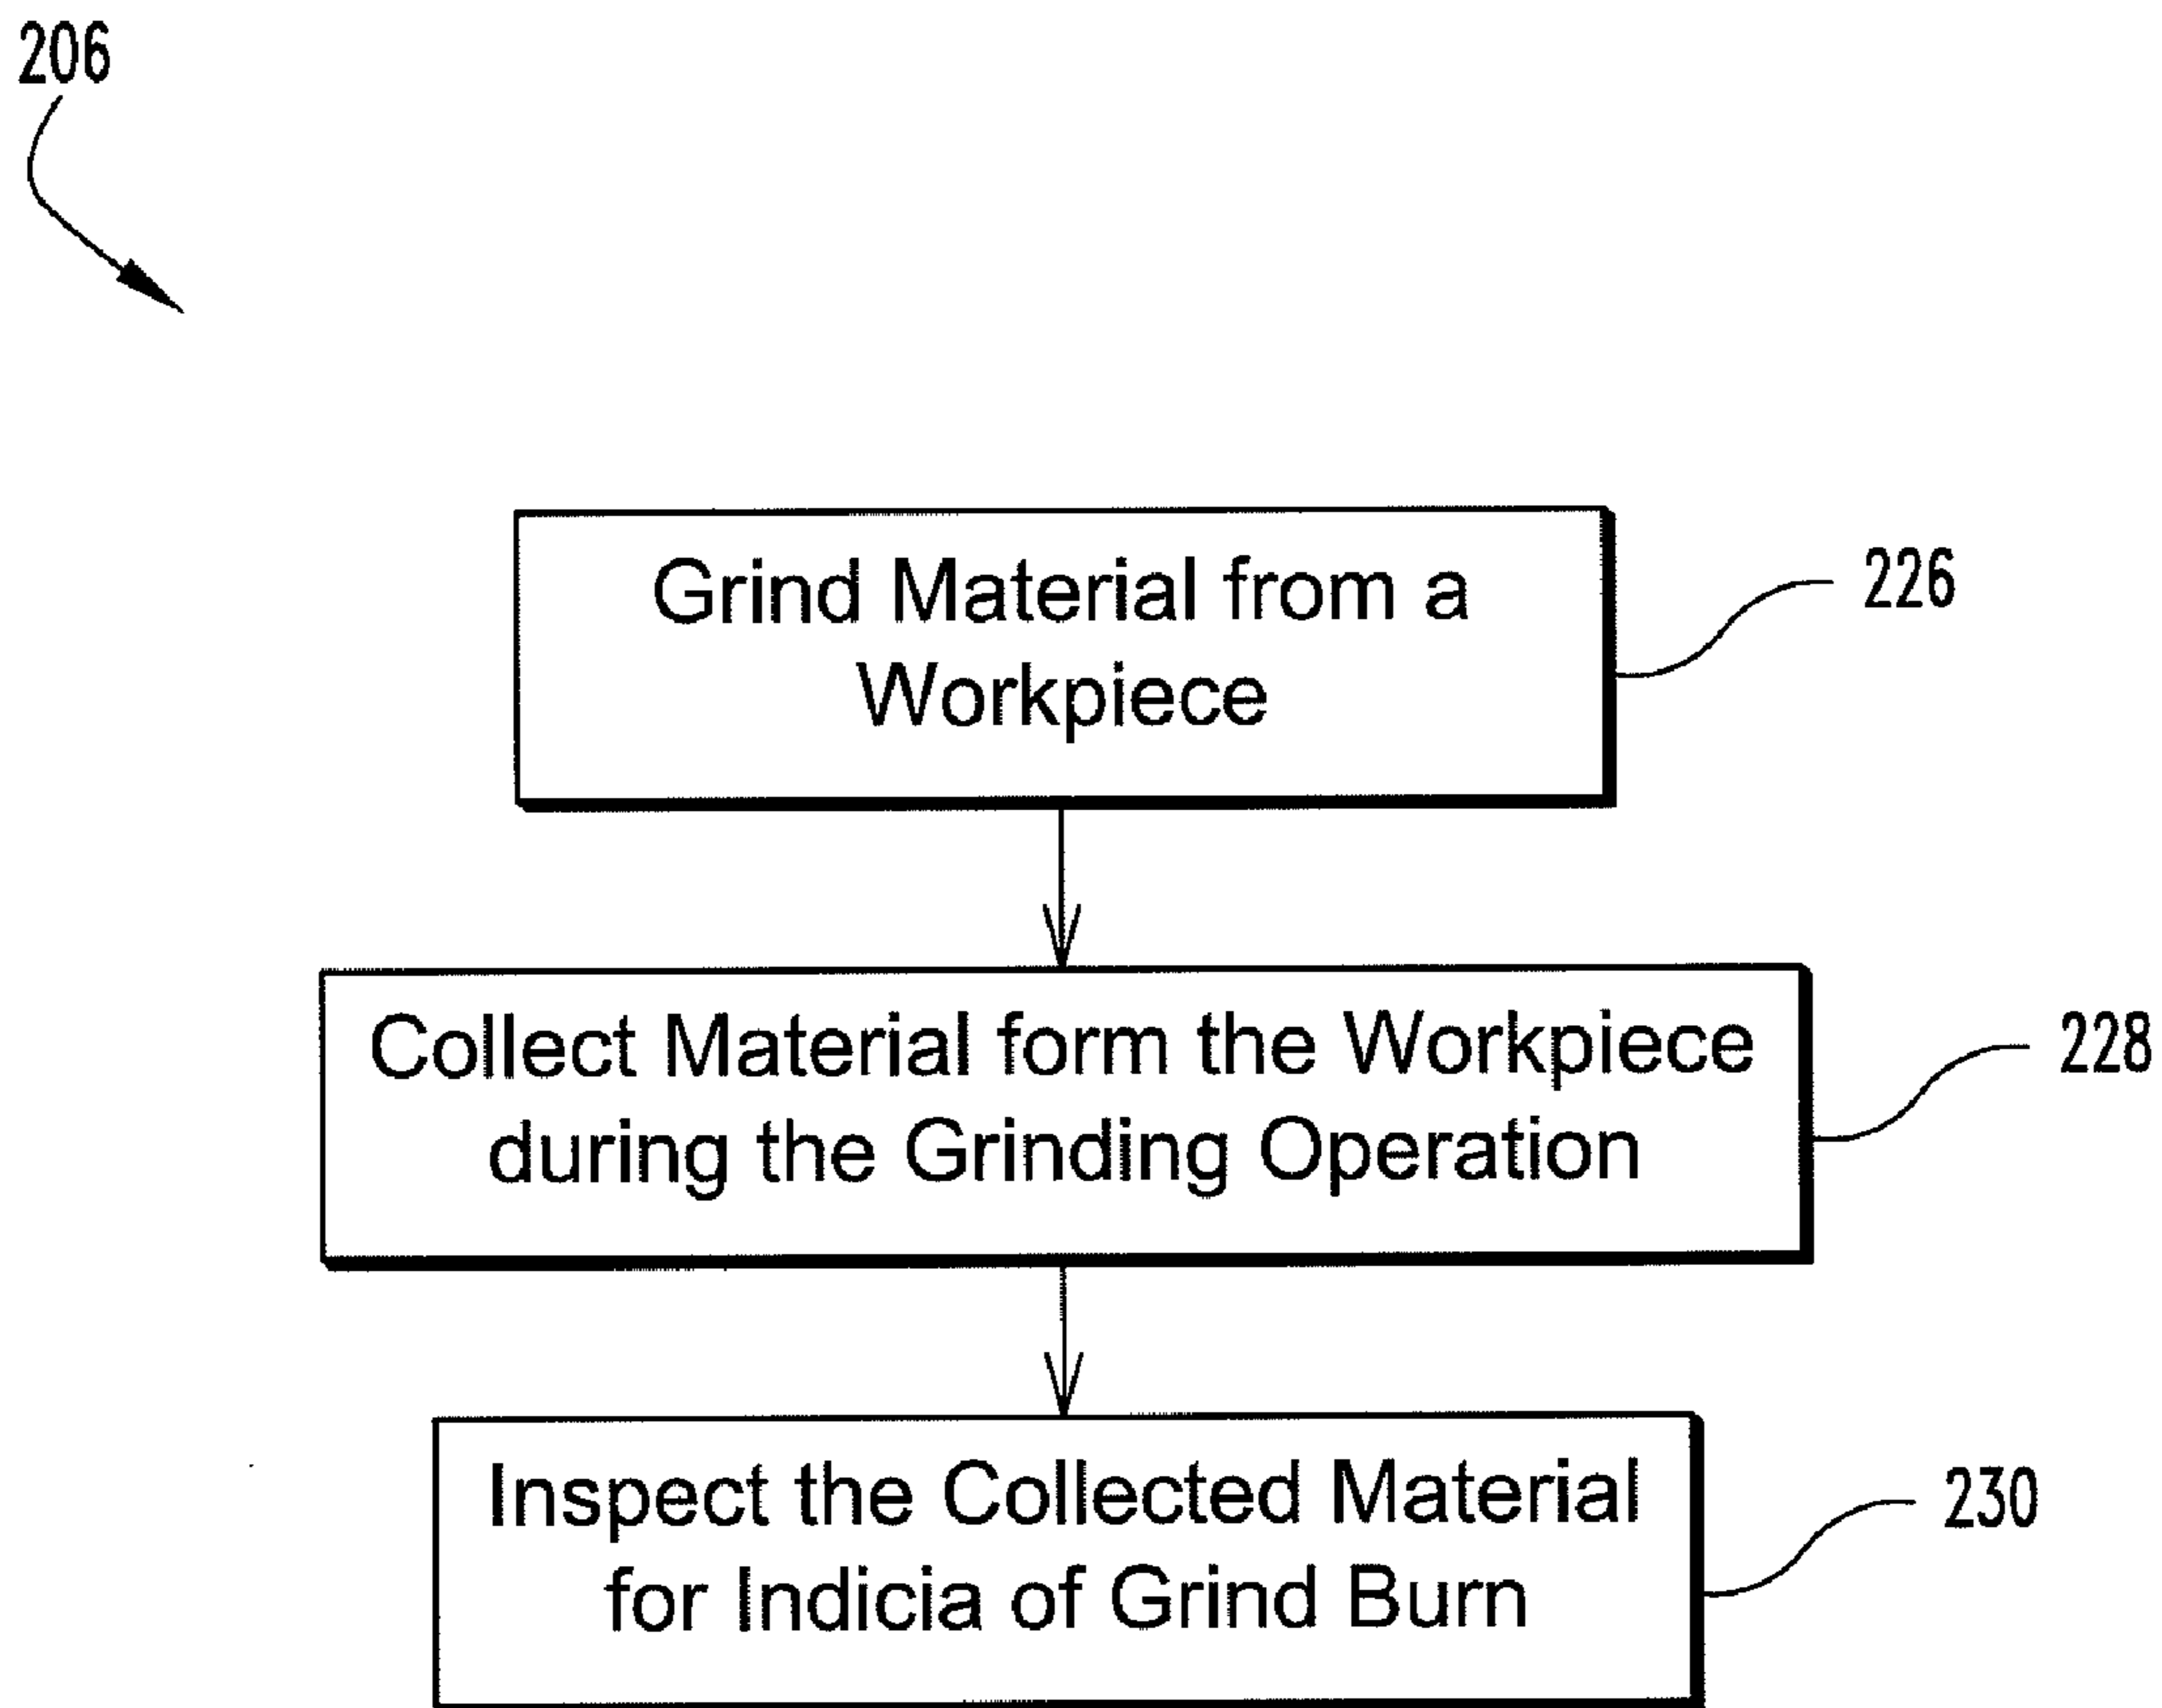 206
Grind Material from a
Workpiece
226
Collect Material form the Workpiece
during the Grinding Operation
228
Inspect the Collected Material
for Indicia of Grind Burn
230